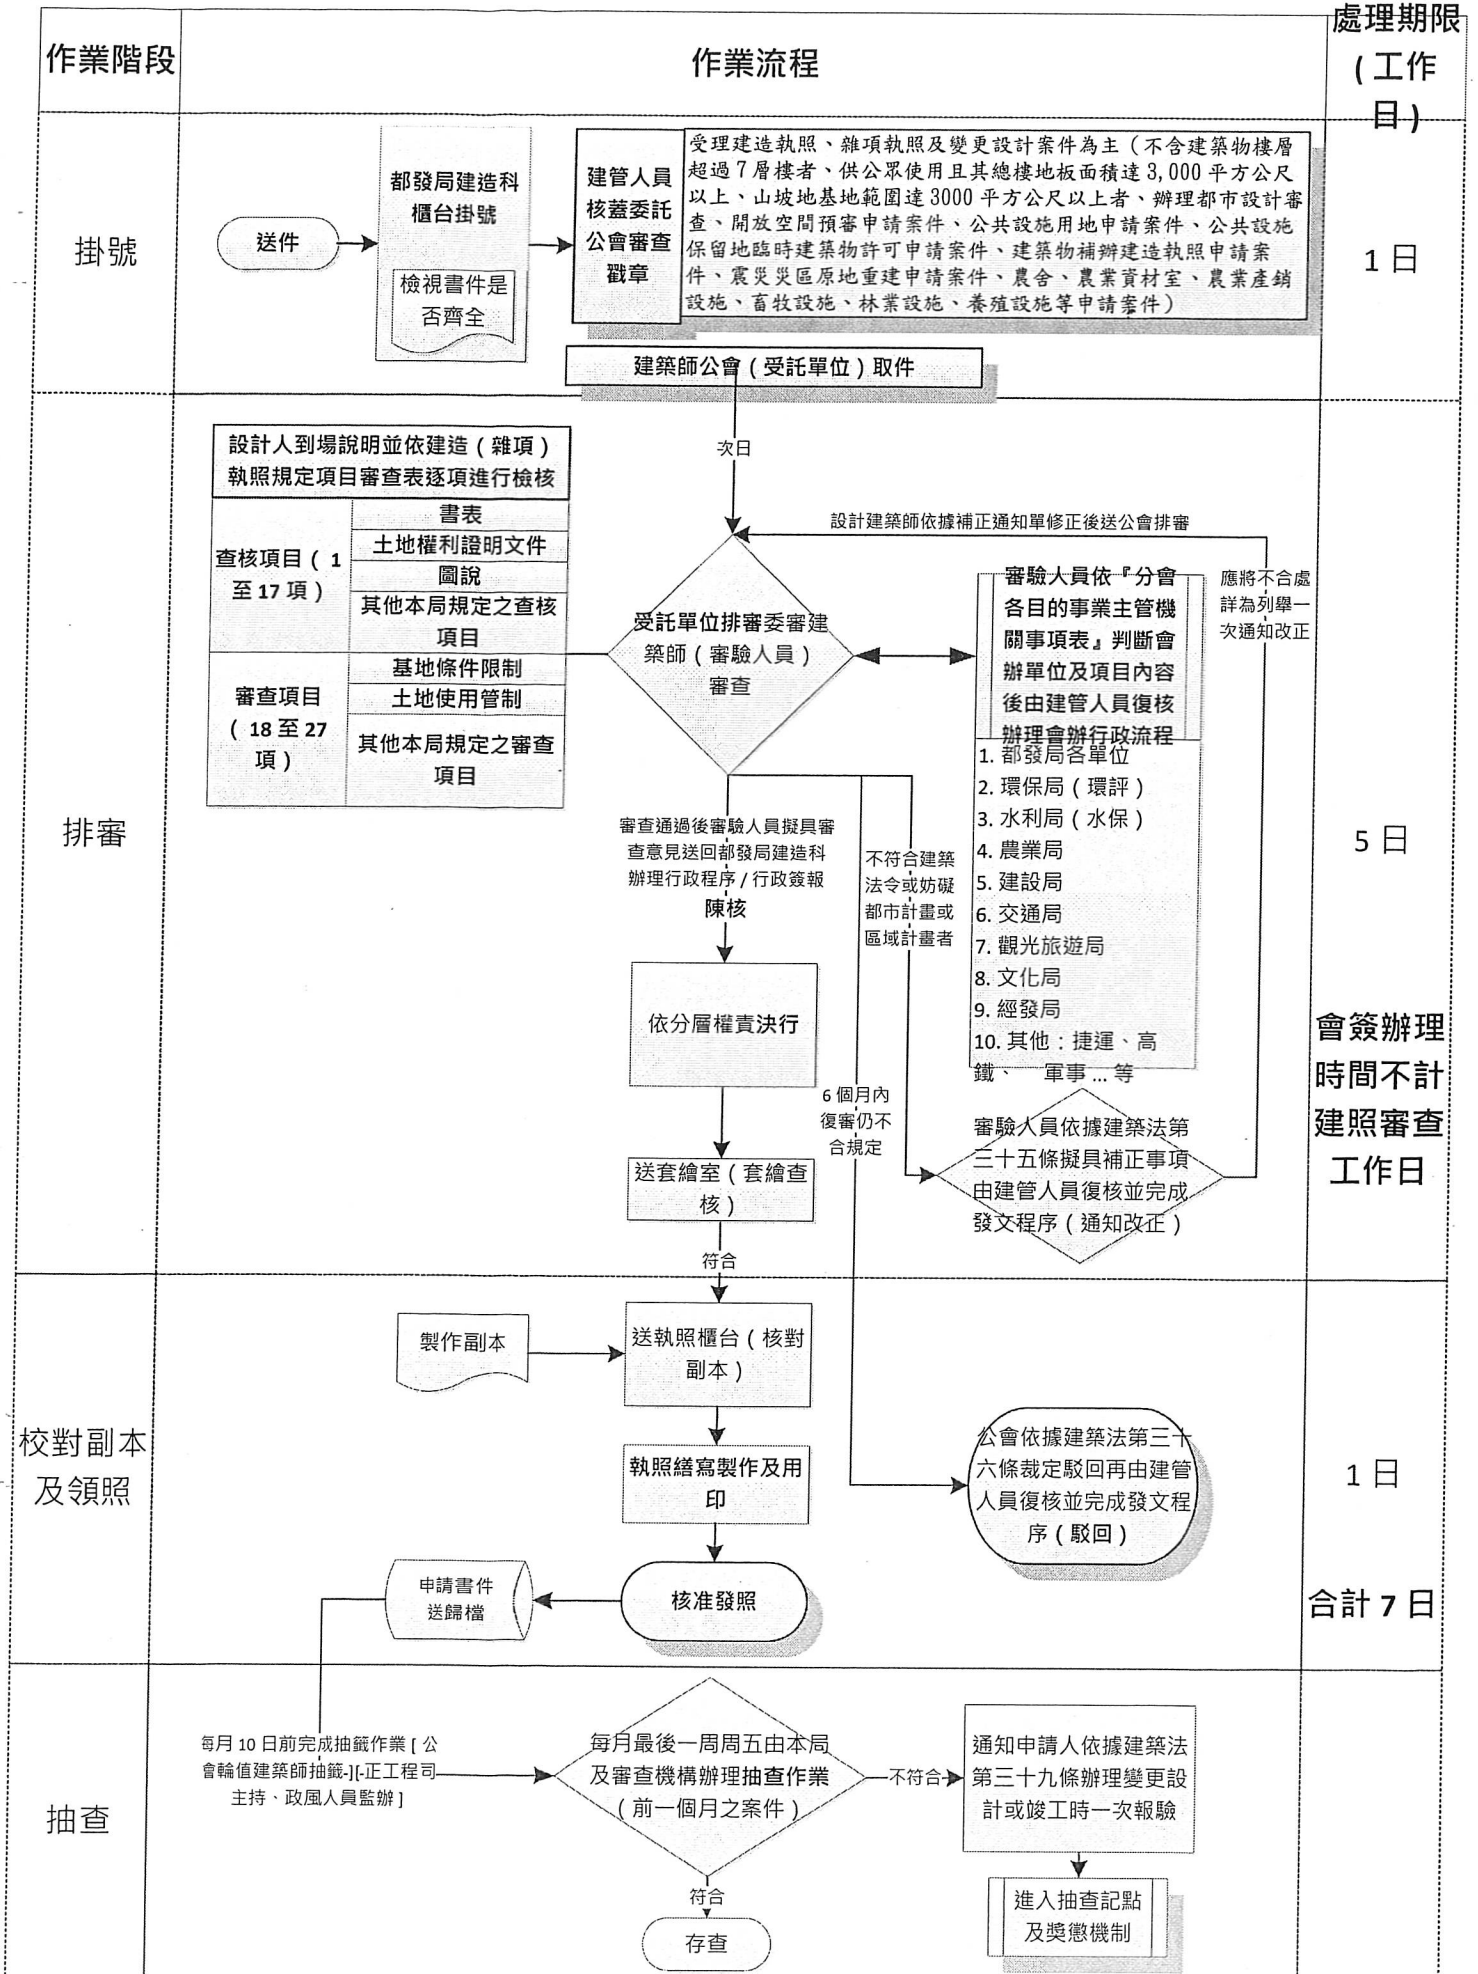 作業階段
作業流程
處理期限
(工作
日)
掛號
送件
都發局建造科
櫃台掛號
檢視書件是
否齊全
建管人員
核蓋委託
公會審查
戳章
受理建造執照、雜項執照及變更設計案件為主（不含建築物樓層
超過7層樓者、供公眾使用且其總樓地板面積達3,000平方公尺
以上、山坡地基地範圍達3000平方公尺以上者、辦理都市設計審
查、開放空間預審申請案件、公共設施用地申請案件、公共設施
保留地臨時建築物許可申請案件、建築物補辦建造執照申請案
件、震災災區原地重建申請案件、農舍、農業資材室、農業產銷
設施、畜牧設施、林業設施、養殖設施等申請案件）
1日
建築師公會（受託單位）取件
次日
排審
設計人到場說明並依建造（雜項）
執照規定項目審查表逐項進行檢核
查核項目（1
至17項）
書表
土地權利證明文件
圖說
其他本局規定之查核
項目
審查項目
（18至27
項）
基地條件限制
土地使用管制
其他本局規定之審查
項目
受託單位排審委審建
築師（審驗人員）
審查
設計建築師依據補正通知單修正後送公會排審
審驗人員依『分會
各目的事業主管機
關事項表』判斷會
辦單位及項目內容
後由建管人員復核
辦理會辦行政流程
1. 都發局各單位
2. 環保局（環評）
3. 水利局（水保）
4. 農業局
5. 建設局
6. 交通局
7. 觀光旅遊局
8. 文化局
9. 經發局
10. 其他：捷運、高
鐵、 軍事...等
應將不合處
詳為列舉一
次通知改正
審查通過後審驗人員擬具審
查意見送回都發局建造科
辦理行政程序/行政簽報
陳核
不符合建築
法令或妨礙
都市計畫或
區域計畫者
依分層權責決行
6個月內
復審仍不
合規定
審驗人員依據建築法第
三十五條擬具補正事項
由建管人員復核並完成
發文程序（通知改正）
送套繪室（套繪查
核）
符合
5日
會簽辦理
時間不計
建照審查
工作日
校對副本
及領照
製作副本
送執照櫃台（核對
副本）
執照繕寫製作及用
印
核准發照
申請書件
送歸檔
公會依據建築法第三十
六條裁定駁回再由建管
人員復核並完成發文程
序（駁回）
1日
合計7日
抽查
每月10日前完成抽籤作業[公
會輪值建築師抽籤-][-正工程司
主持、政風人員監辦]
每月最後一周周五由本局
及審查機構辦理抽查作業
（前一個月之案件）
不符合
通知申請人依據建築法
第三十九條辦理變更設
計或竣工時一次報驗
符合
存查
進入抽查記點
及獎懲機制